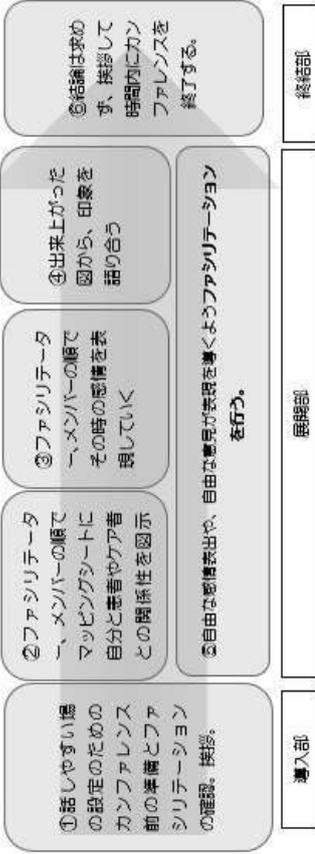 ①話しやすい場
の設定のための
カンファレンス
前の準備とファ
シリテーション
の確認。挨拶。
②ファシリテータ
ー、メンバーの順で
マッピングシートに
自分と患者やケア者
との関係性を図示
③ファシリテータ
ー、メンバーの順で
その時の感情を表
現していく
④出来上がった
図から、印象を
語り合う
⑤自由な感情表出や、自由な意見が表現を導くようファシリテーション
を行う。
⑥結論は求め
ず、挨拶して
時間内にカン
ファレンスを
終了する。
導入部
展開部
終結部